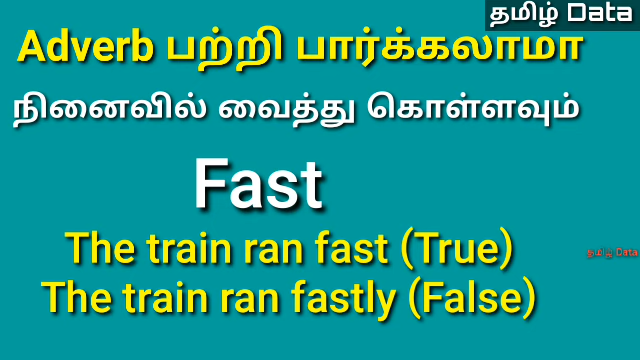 தமிழ் Data
Adverb பற்றி பார்க்கலாமா
நினைவில் வைத்து கொள்ளவும்
Fast
The train ran fast (True)
தமிழ் Data
The train ran fastly (False)